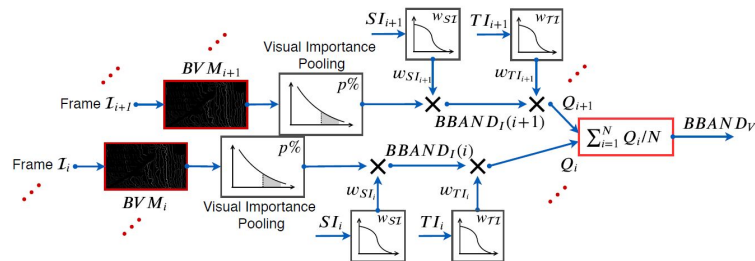 SI_{i+1}
w_{SI}
TI_{i+1}
w_{TI}
Visual Importance
Pooling
BVM_{i+1}
p%
w_{SI_{i+1}}
w_{TI_{i+1}}
Frame I_{i+1}
×
×
Q_{i+1}
BBAND_I(i+1)
∑_{i=1}^{N} Q_i/N
BBAND_V
p%
BBAND_I(i)
Frame I_i
×
×
Q_i
w_{SI_i}
w_{TI_i}
BVM_i
Visual Importance
Pooling
SI_i
w_{SI}
TI_i
w_{TI}